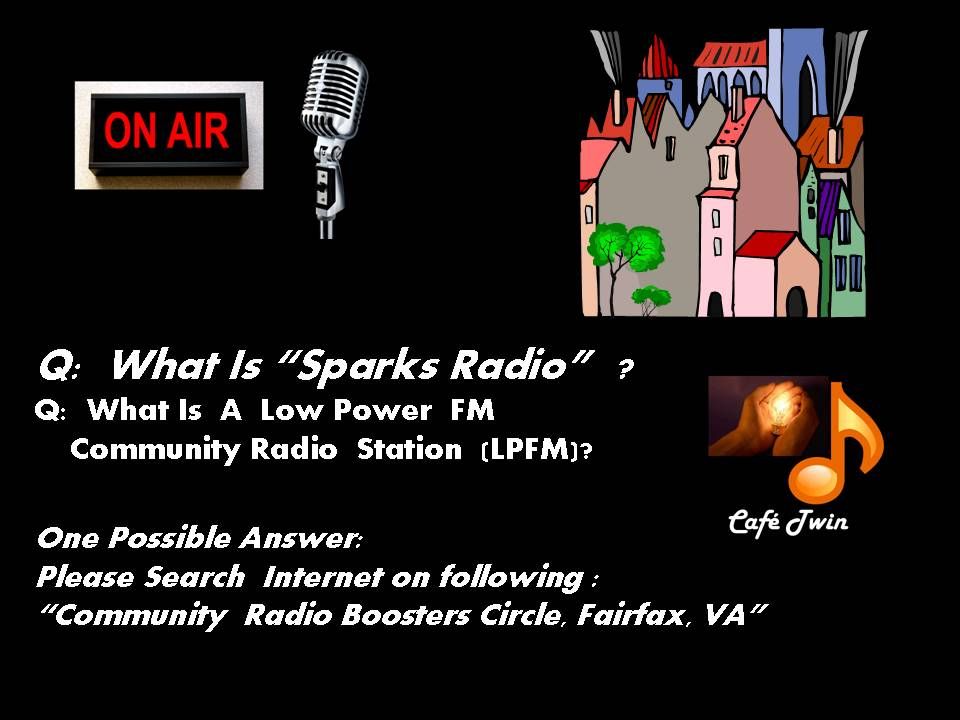 ON AIR
Q: What Is “Sparks Radio” ?
Q: What Is A Low Power FM
Community Radio Station (LPFM)?
Café Twin
One Possible Answer:
Please Search Internet on following :
“Community Radio Boosters Circle, Fairfax, VA”